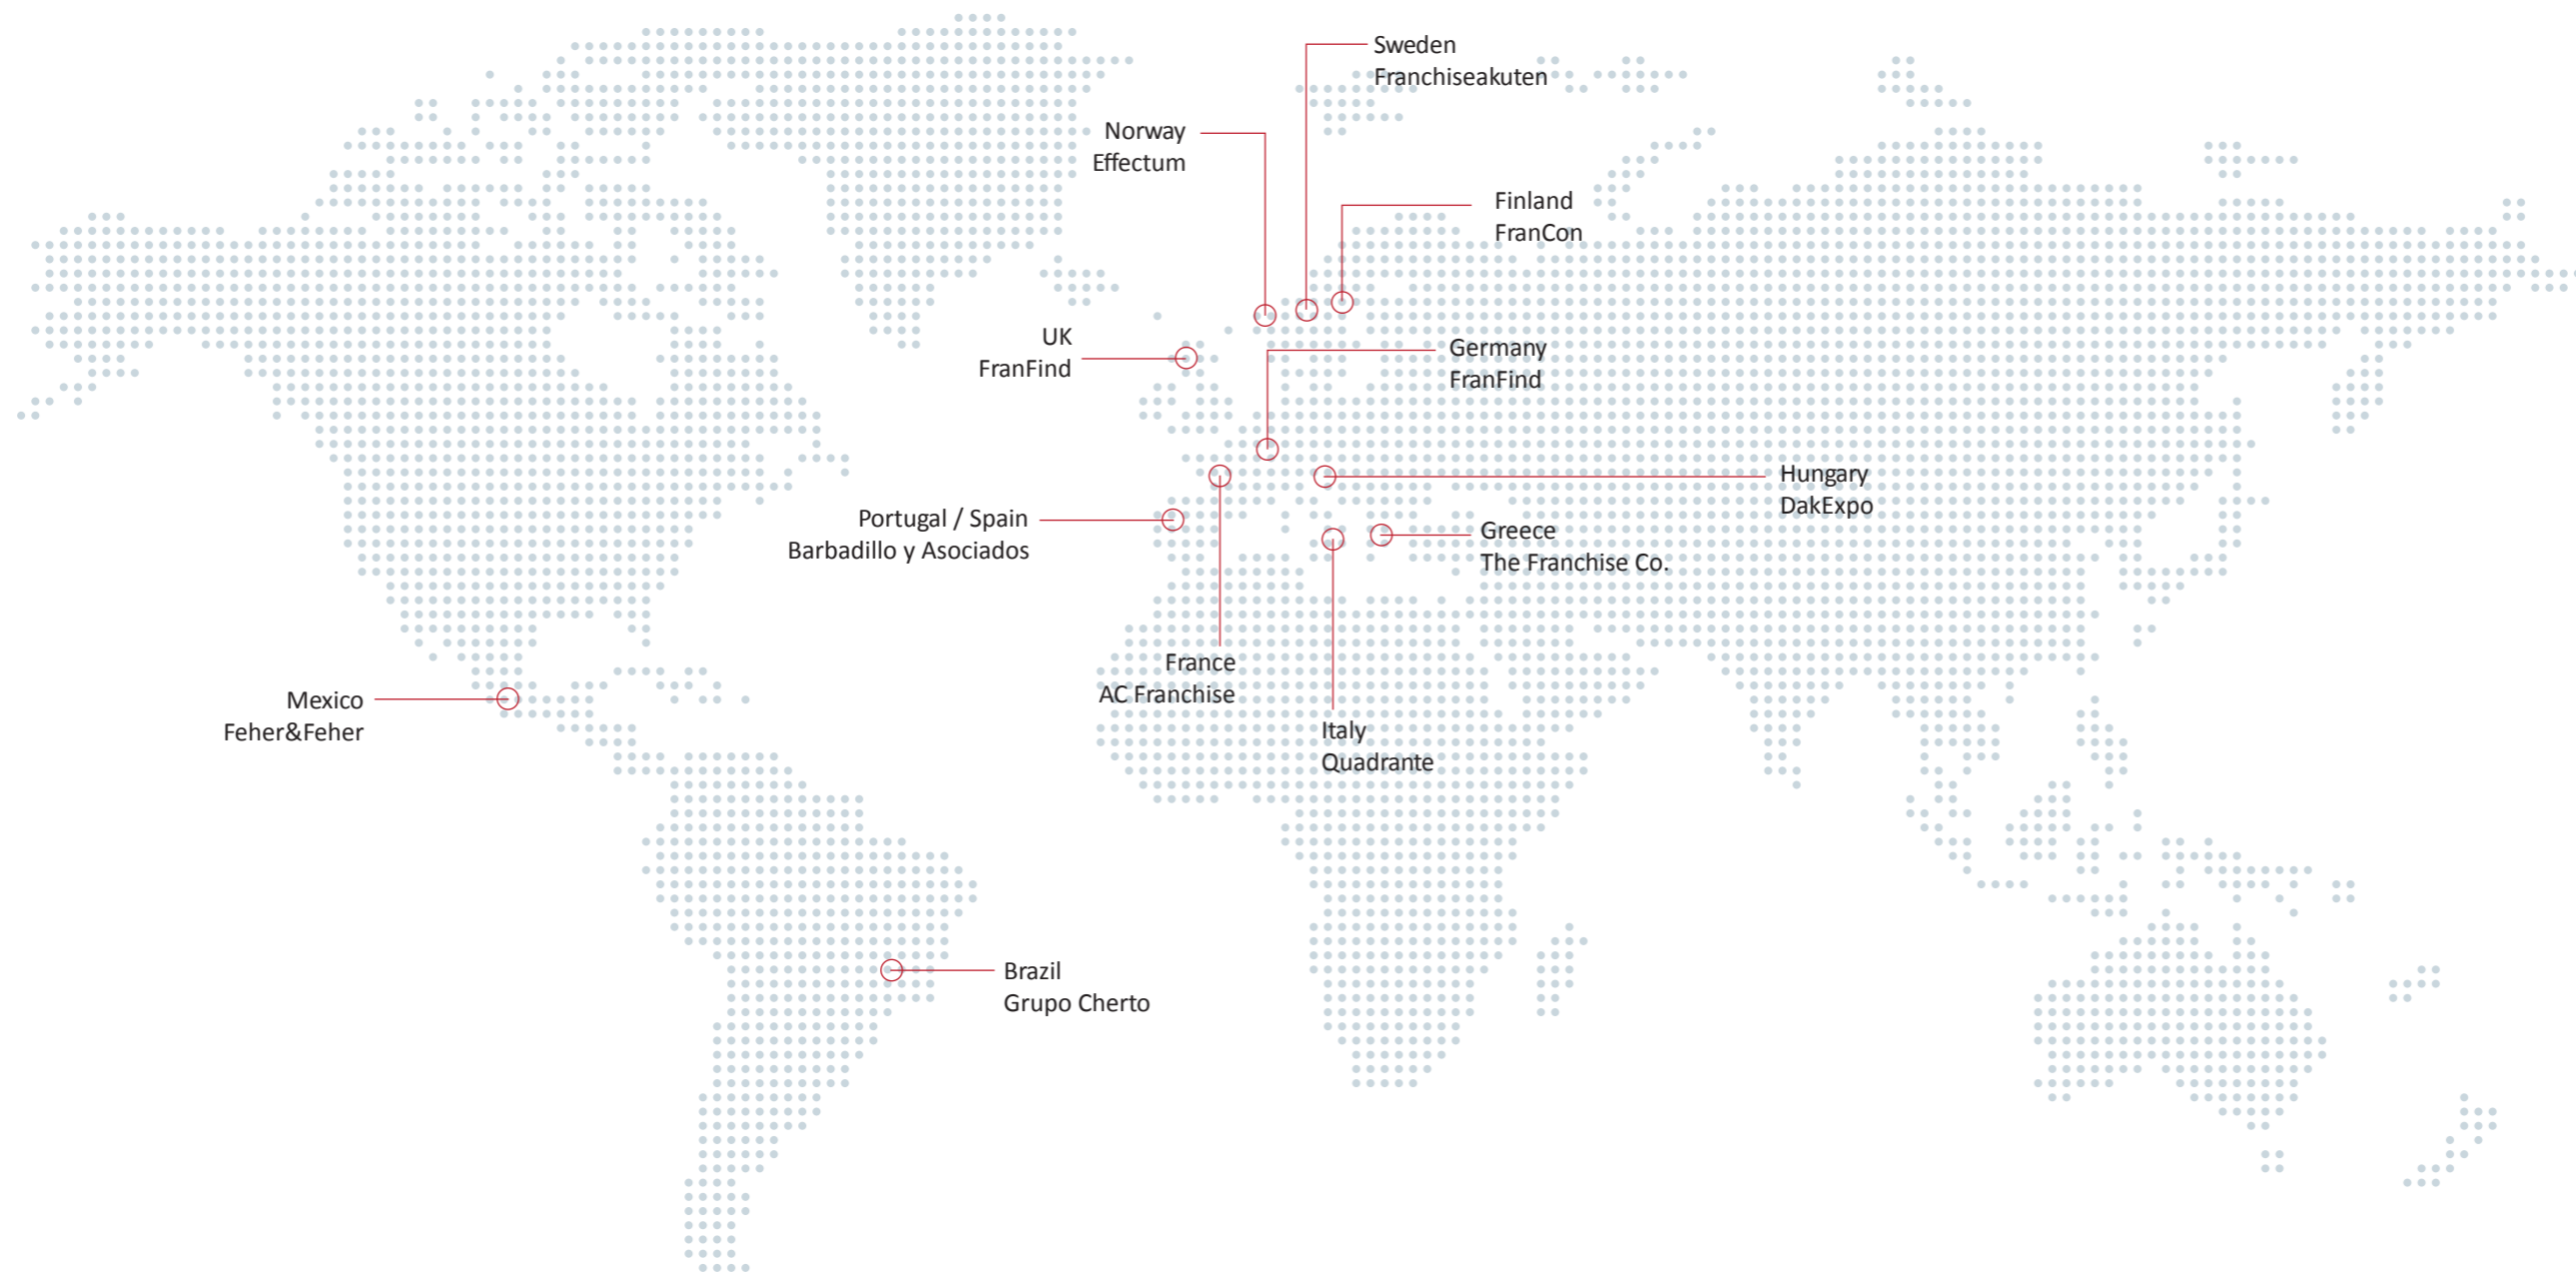 Sweden
Franchiseakuten
Norway
Effectum
Finland
FranCon
UK
FranFind
Germany
FranFind
Hungary
DakExpo
Portugal / Spain
Barbadillo y Asociados
Greece
The Franchise Co.
France
AC Franchise
Mexico
Feher&Feher
Italy
Quadrante
Brazil
Grupo Cherto